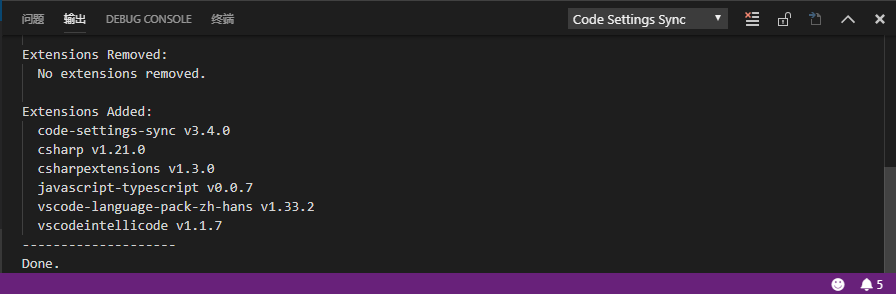 问题 输出 DEBUG CONSOLE 终端 Code Settings Sync
Extensions Removed:
No extensions removed.
Extensions Added:
code-settings-sync v3.4.0
csharp v1.21.0
csharpextensions v1.3.0
javascript-typescript v0.0.7
vscode-language-pack-zh-hans v1.33.2
vscodeintellicode v1.1.7
--------------------
Done.
5